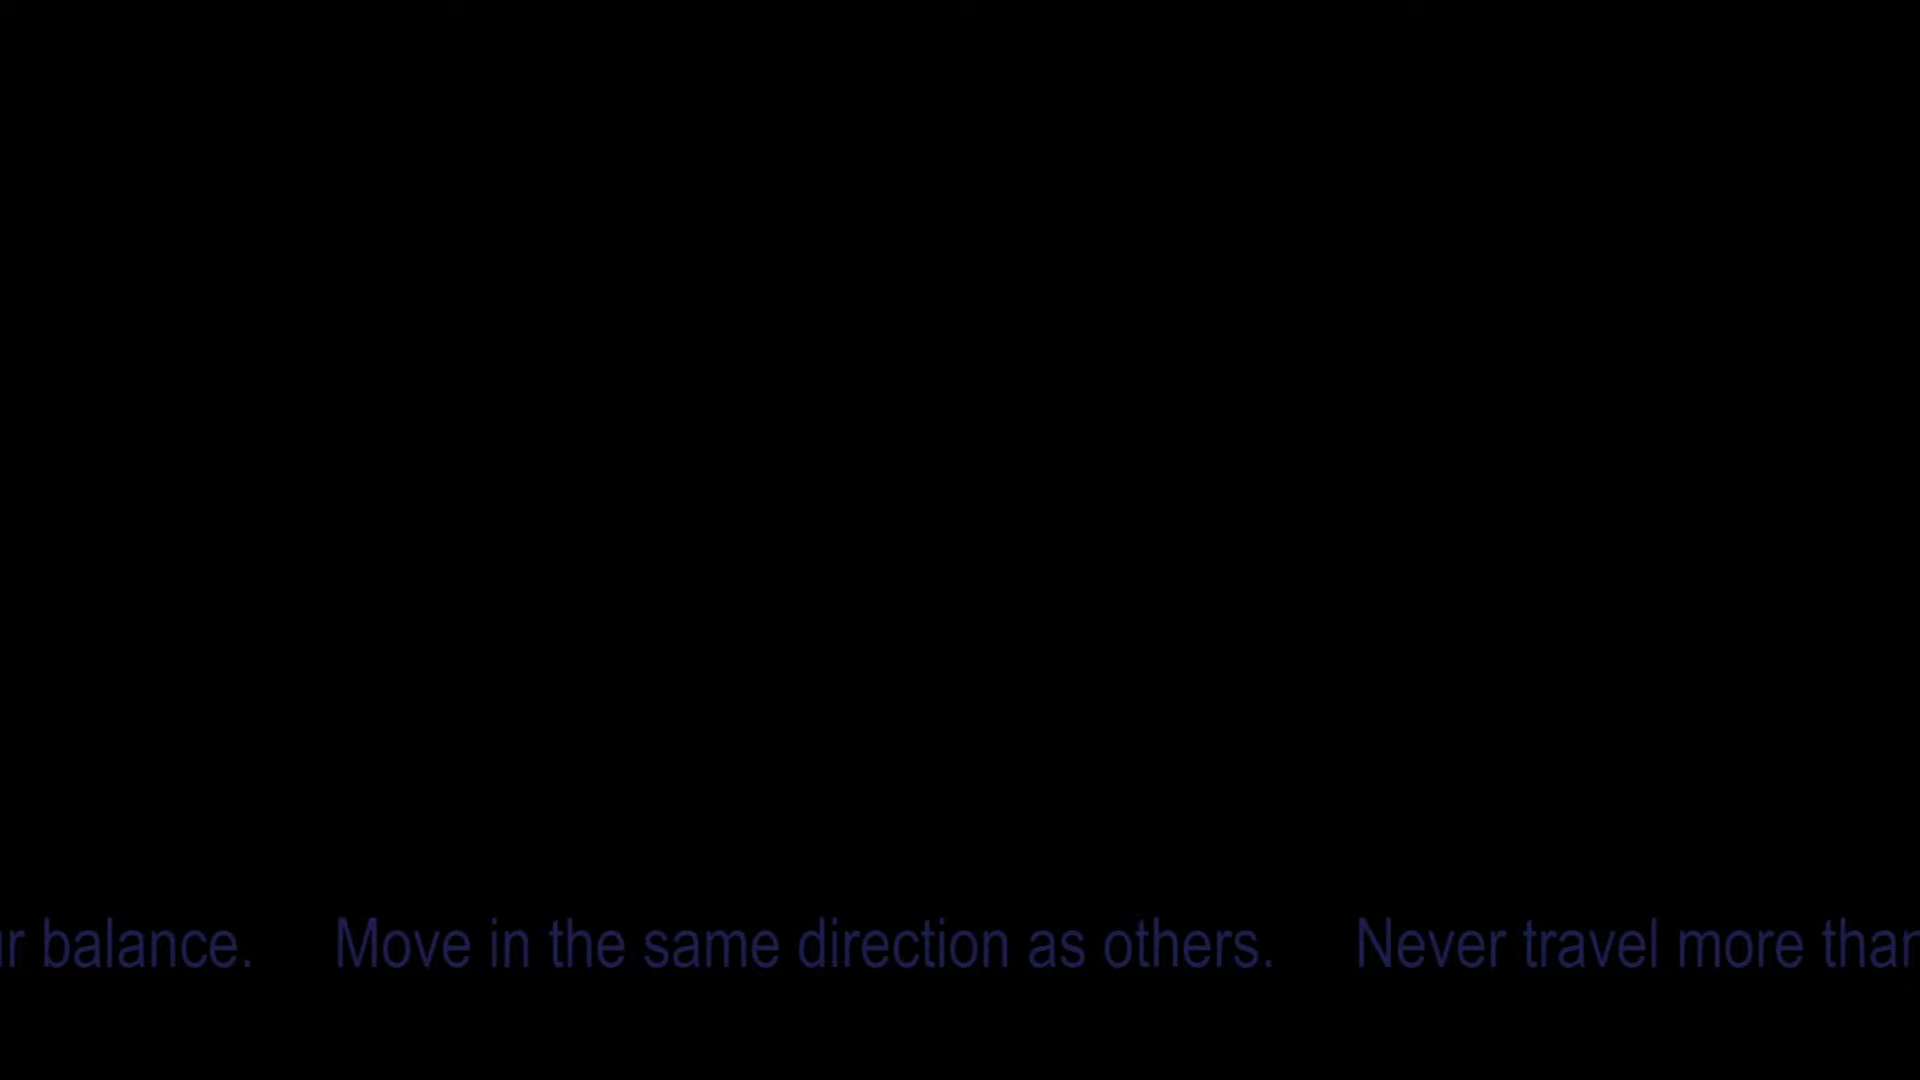 balance. Move in the same direction as others. Never travel more than